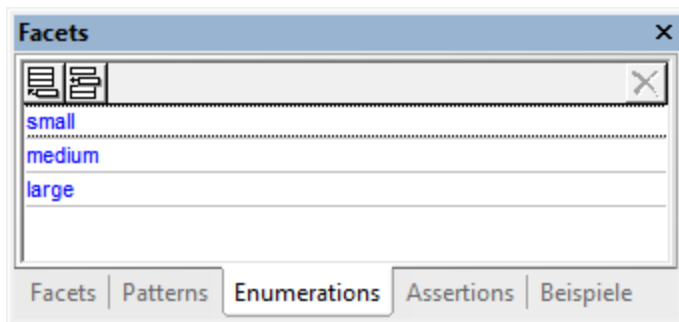 Facets
small
medium
large
Facets Patterns Enumerations Assertions Beispiele